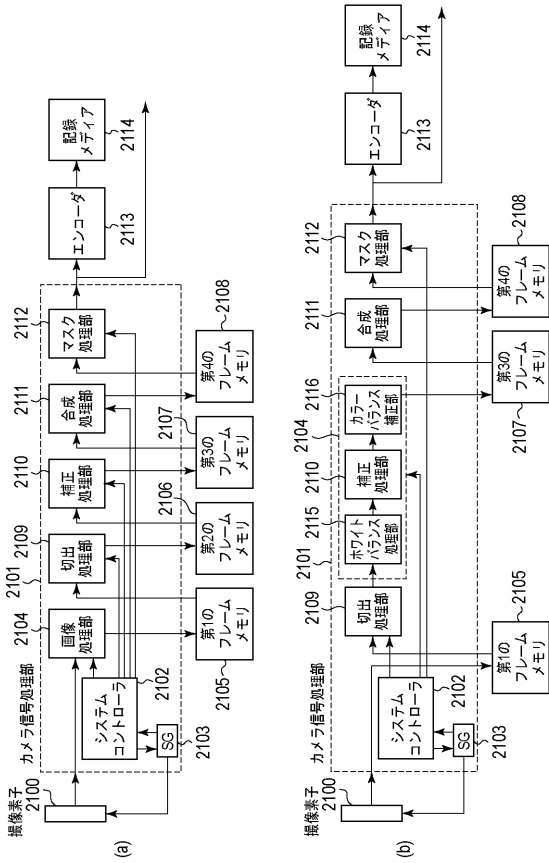 撮像素子
2100
カメラ信号処理部
2101
2104
画像
処理部
2109
切出
処理部
2110
補正
処理部
2111
合成
処理部
2112
マスク
処理部
エンコーダ
2113
記録
メディア
2114
システム
コントローラ
2102
SG
2103
第1の
フレーム
メモリ
2105
第2の
フレーム
メモリ
2106
第3の
フレーム
メモリ
2107
第4の
フレーム
メモリ
2108
(a)
撮像素子
2100
カメラ信号処理部
2109
切出
処理部
2101
2115
ホワイト
バランス
処理部
2110
補正
処理部
2104
2116
カラー
バランス
補正部
2111
合成
処理部
2112
マスク
処理部
エンコーダ
2113
記録
メディア
2114
システム
コントローラ
2102
SG
2103
第1の
フレーム
メモリ
2105
第3の
フレーム
メモリ
2107
第4の
フレーム
メモリ
2108
(b)